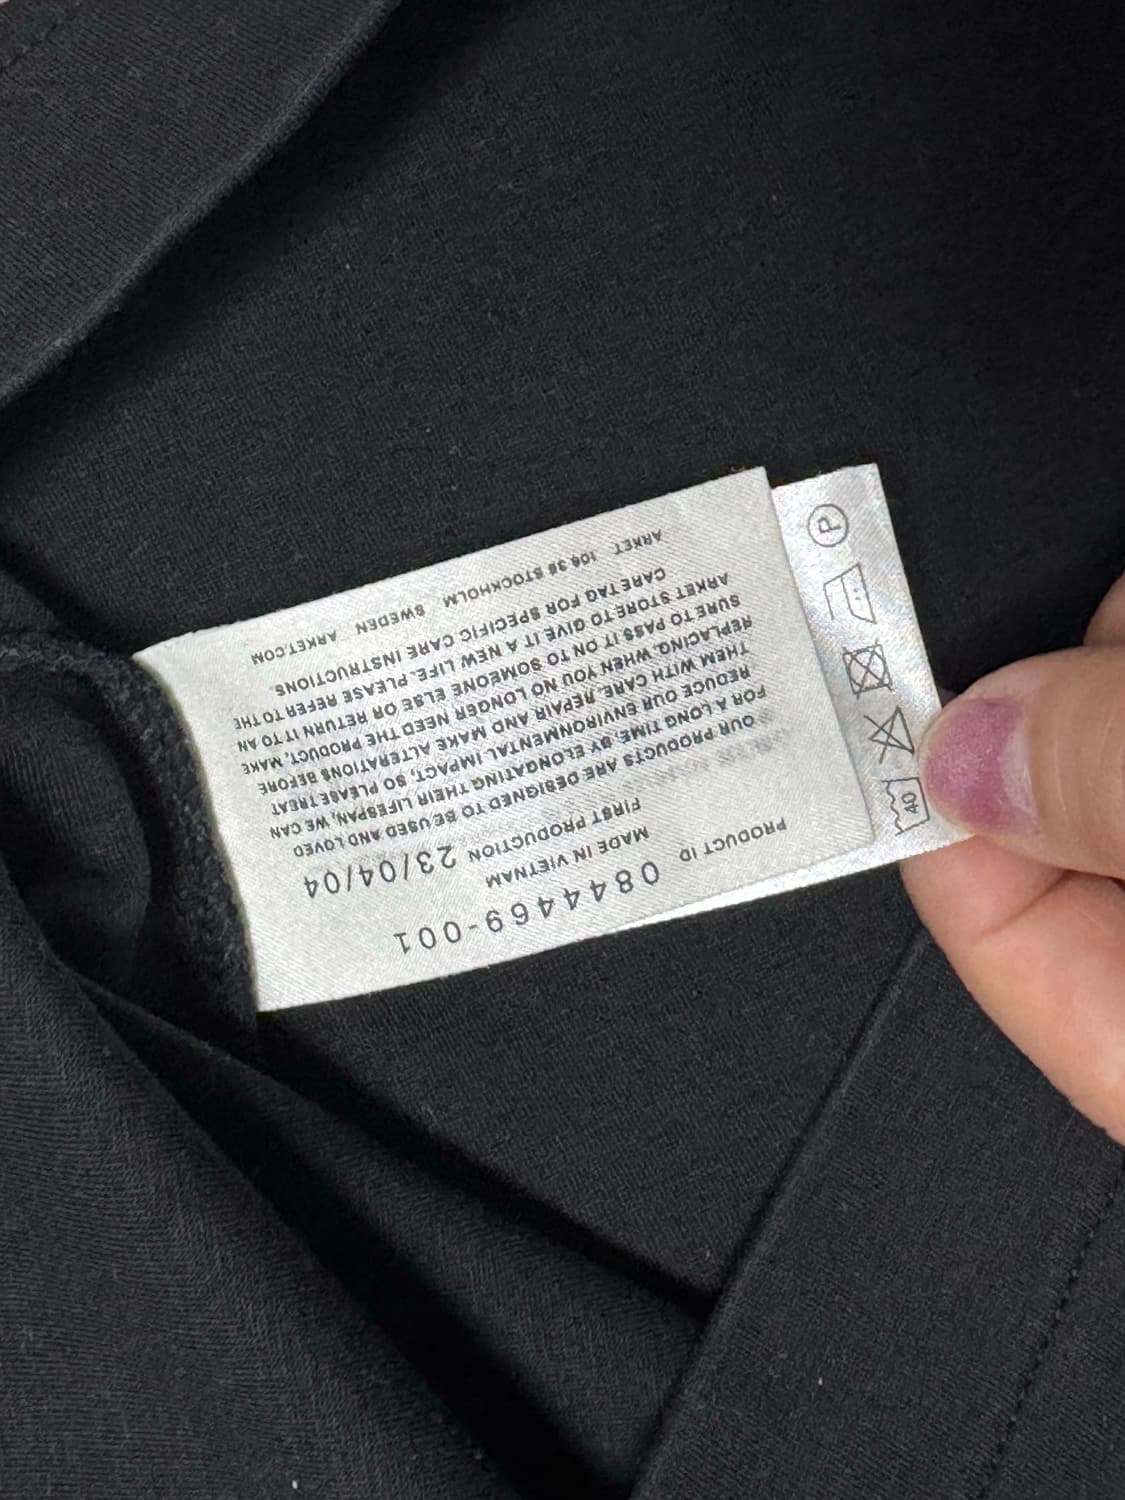 PRODUCT ID 0844469-001
MADE IN VIETNAM
FIRST PRODUCTION 23/04/04
OUR PRODUCTS ARE DESIGNED TO BE USED AND LOVED
FOR A LONG TIME. BY ELONGATING THEIR LIFESPAN, WE CAN
REDUCE OUR ENVIRONMENTAL IMPACT, SO PLEASE TREAT
THEM WITH CARE, REPAIR AND MAKE ALTERATIONS BEFORE
REPLACING. WHEN YOU NO LONGER NEED THE PRODUCT, MAKE
SURE TO PASS IT ON TO SOMEONE ELSE OR RETURN IT TO AN
ARKET STORE TO GIVE IT A NEW LIFE. PLEASE REFER TO THE
CARE TAG FOR SPECIFIC CARE INSTRUCTIONS.
ARKET 106 38 STOCKHOLM SWEDEN ARKET.COM
40
P